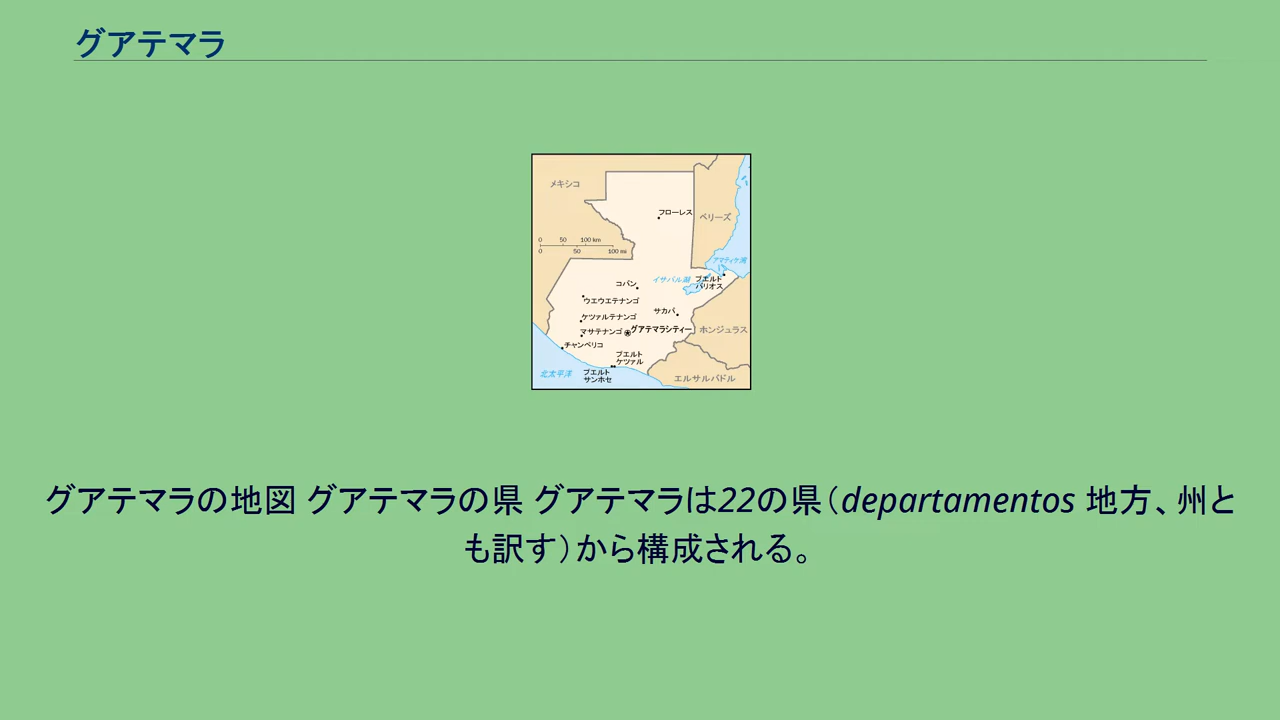 グアテマラ
メキシコ
フローレス
ベリーズ
0 50 100 km
0 50 100 mi
アマティケ湾
イサバル湖
プエルト
バリオス
コバン
ウエウエテナンゴ
サカパ
ケツァルテナンゴ
マサテナンゴ
グアテマラシティー
ホンジュラス
チャンペリコ
プエルト
ケツァル
北太平洋
プエルト
サンホセ
エルサルバドル
グアテマラの地図 グアテマラの県 グアテマラは22の県（departamentos 地方、州と
も訳す）から構成される。